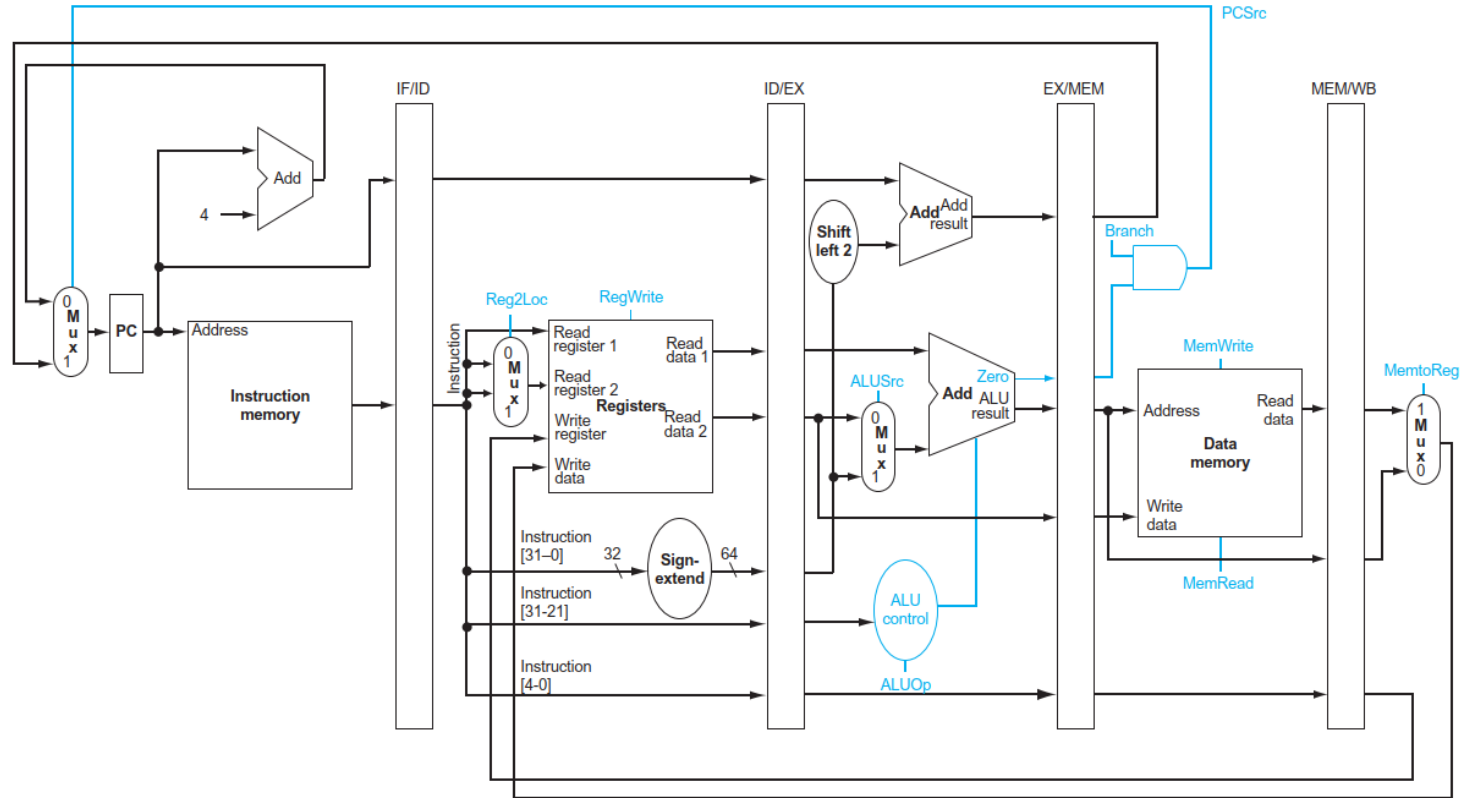 PCSrc
IF/ID
ID/EX
EX/MEM
MEM/WB
Add
4
Add
Add
result
Shift
left 2
Branch
0
M
u
x
1
PC
Address
Instruction
memory
Instruction
Reg2Loc
0
M
u
x
1
RegWrite
Read
register 1
Read
register 2
Write
register
Write
data
Registers
Read
data 1
Read
data 2
ALUSrc
0
M
u
x
1
Zero
Add
ALU
result
MemWrite
Address
Read
data
Data
memory
Write
data
MemRead
MemtoReg
1
M
u
x
0
Instruction
[31–0]
32
Sign-
extend
64
Instruction
[31-21]
ALU
control
Instruction
[4-0]
ALUOp